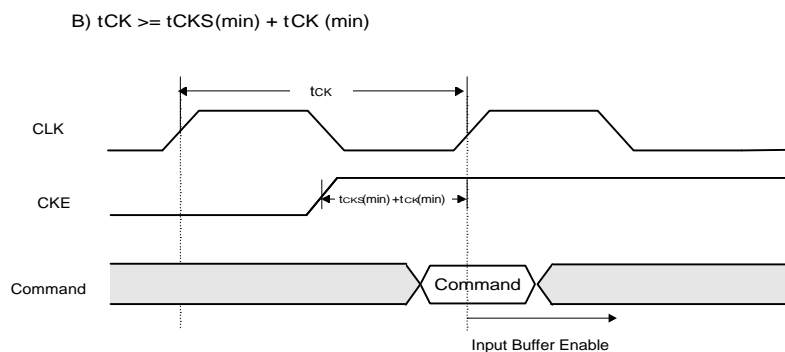 B) tCK >= tCKS(min) + tCK (min)
tCK
CLK
CKE
tCKS(min)+tCK(min)
Command
Command
Input Buffer Enable